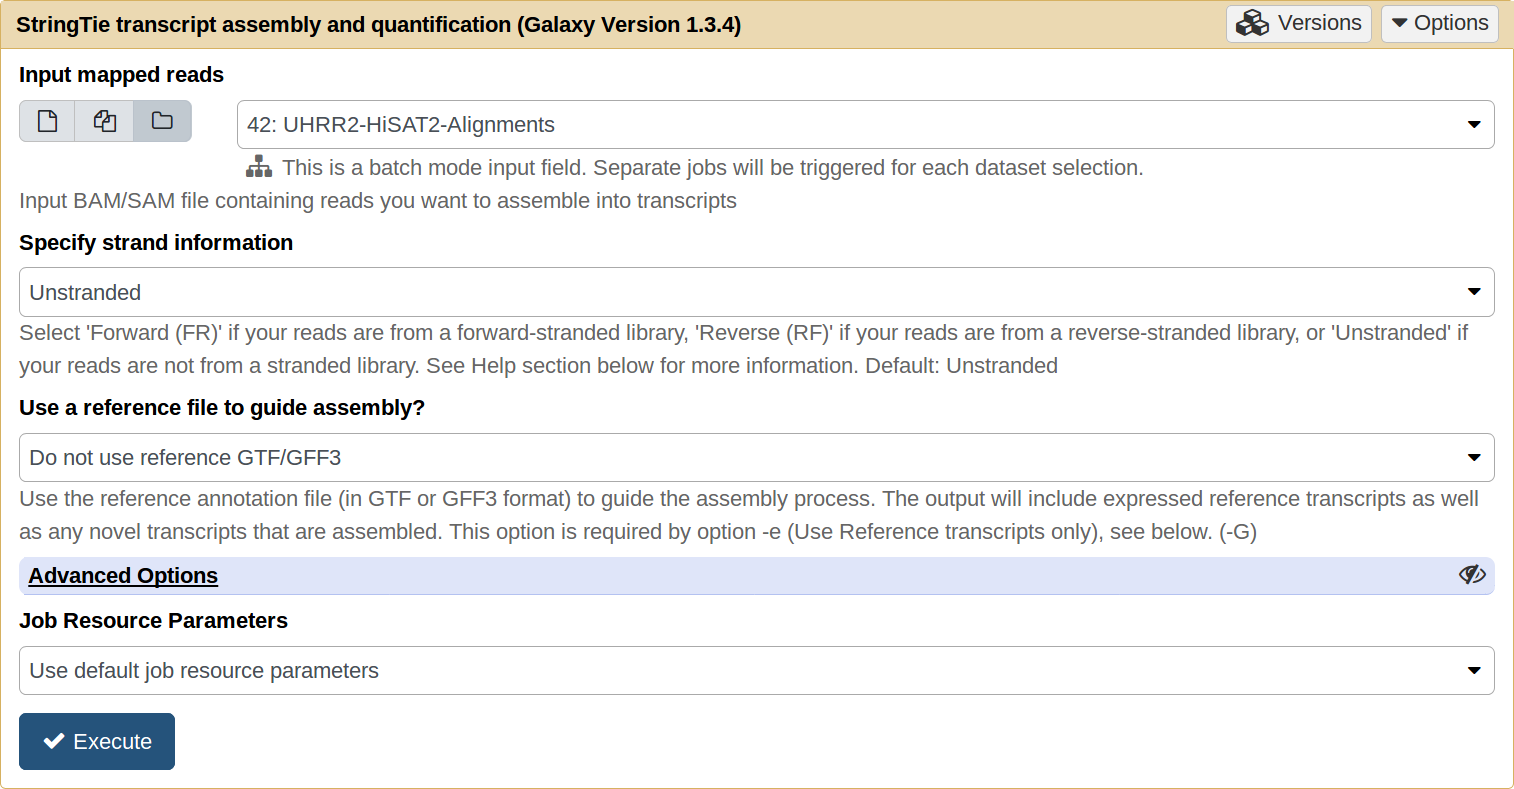 StringTie transcript assembly and quantification (Galaxy Version 1.3.4)
Versions
Options
Input mapped reads
42: UHRR2-HiSAT2-Alignments
This is a batch mode input field. Separate jobs will be triggered for each dataset selection.
Input BAM/SAM file containing reads you want to assemble into transcripts
Specify strand information
Unstranded
Select 'Forward (FR)' if your reads are from a forward-stranded library, 'Reverse (RF)' if your reads are from a reverse-stranded library, or 'Unstranded' if
your reads are not from a stranded library. See Help section below for more information. Default: Unstranded
Use a reference file to guide assembly?
Do not use reference GTF/GFF3
Use the reference annotation file (in GTF or GFF3 format) to guide the assembly process. The output will include expressed reference transcripts as well
as any novel transcripts that are assembled. This option is required by option -e (Use Reference transcripts only), see below. (-G)
Advanced Options
Job Resource Parameters
Use default job resource parameters
Execute